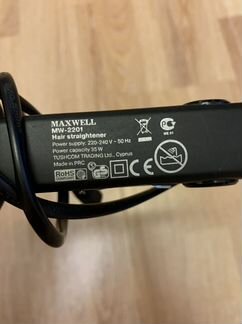 MAXWELL
MW-2201
Hair straightener
Power supply: 220-240 V ~ 50 Hz
Power capacity 35 W
TUSHCOM TRADING Ltd., Cyprus
Made in PRC
RoHS
CE